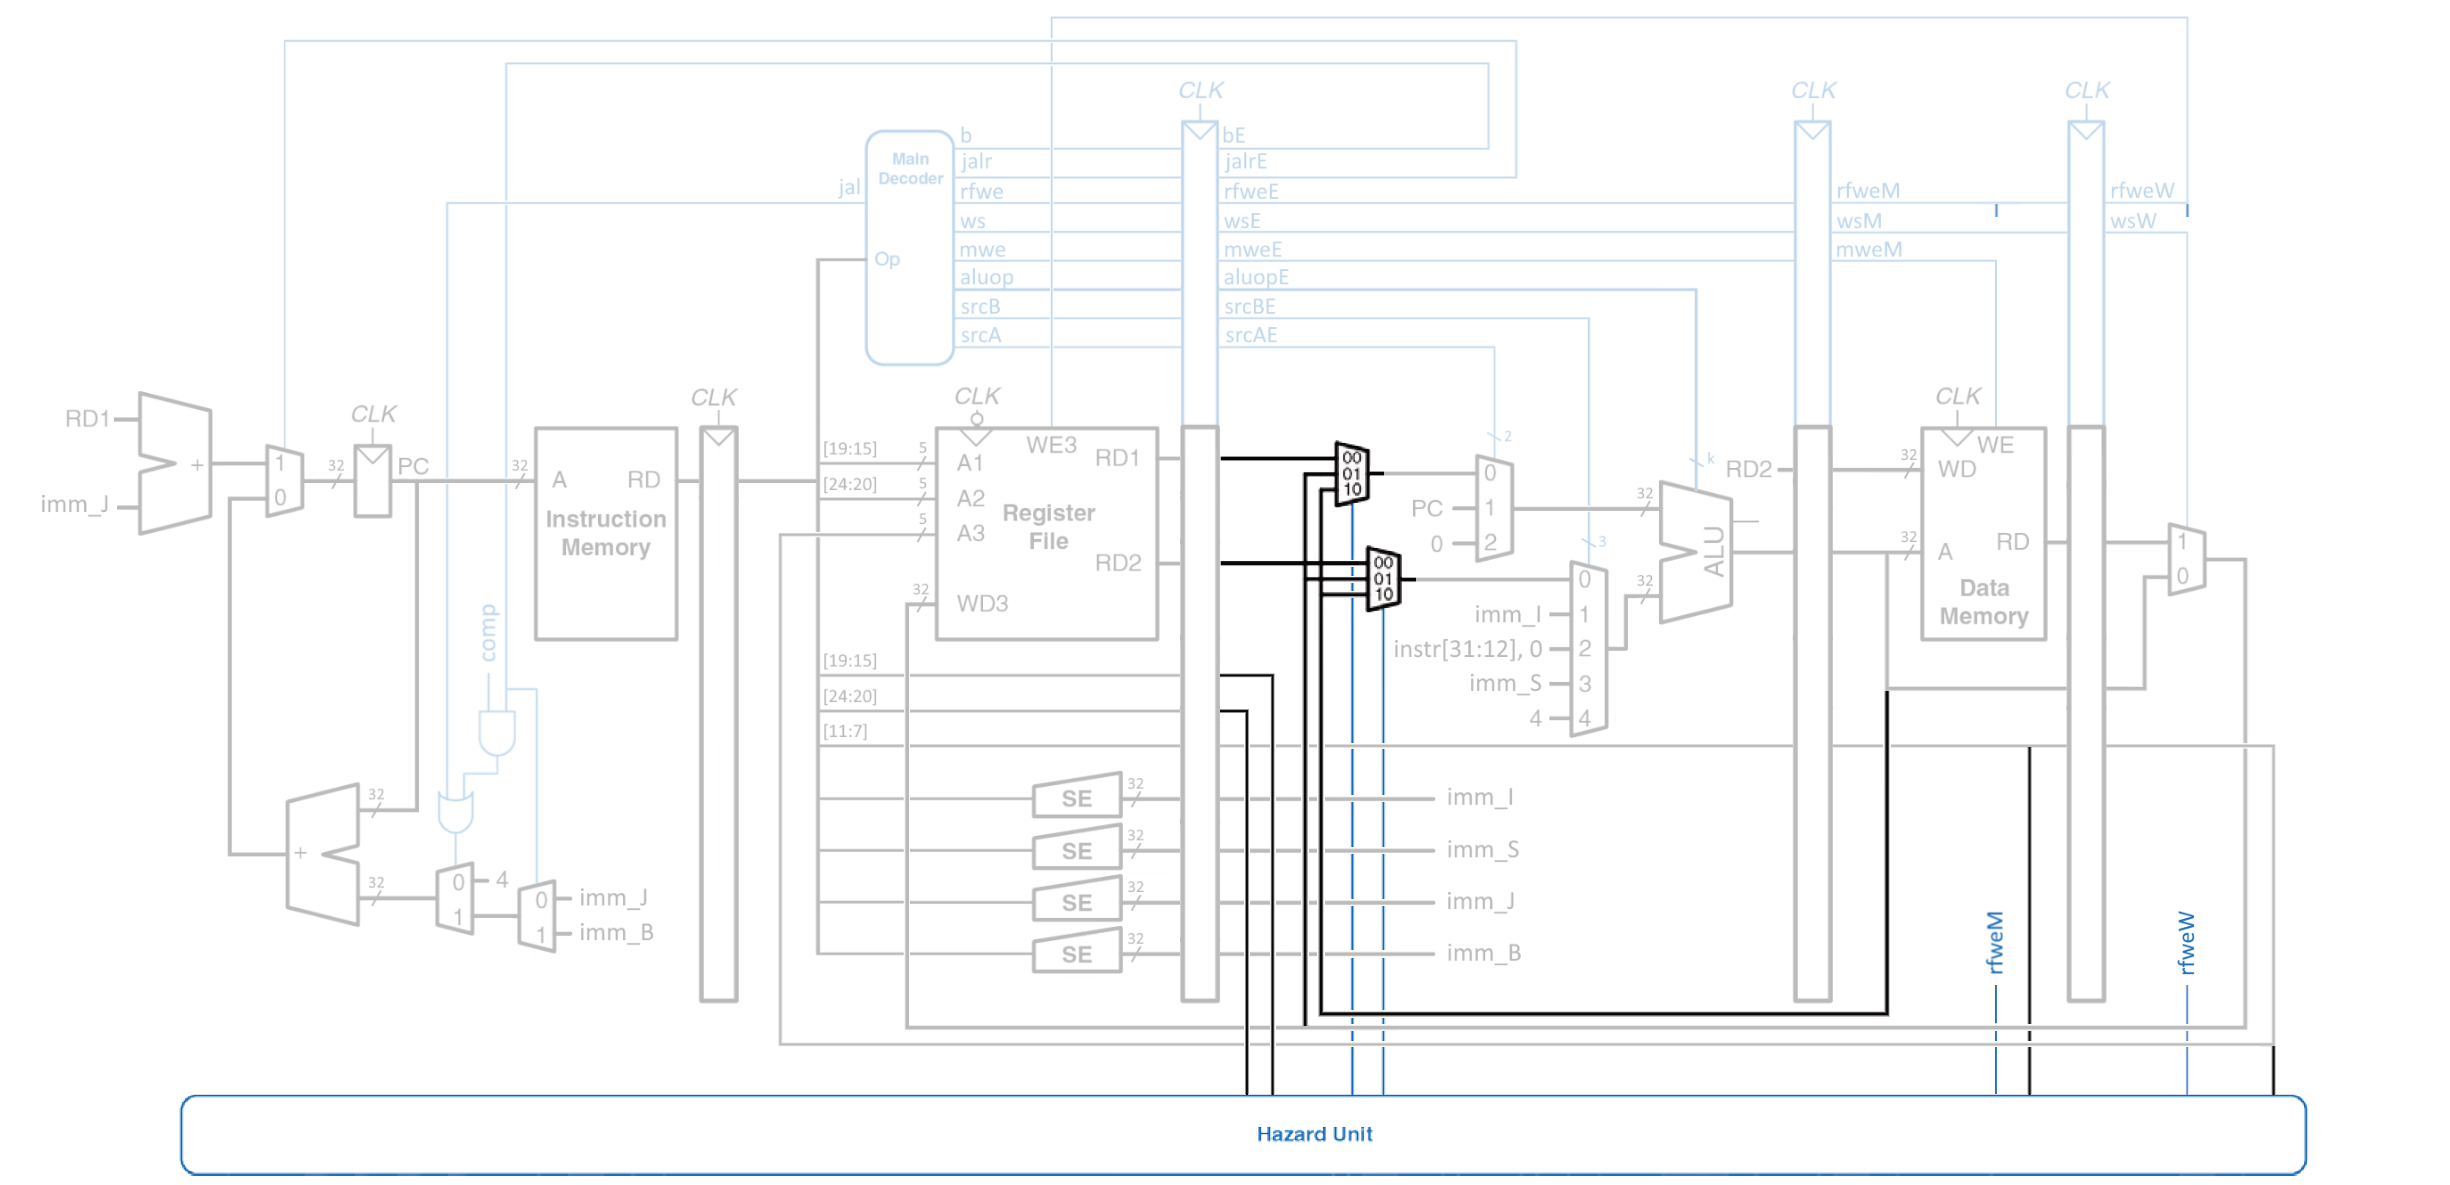 CLK
CLK
CLK
b
bE
Main
Decoder
jalr
jalrE
jal
rfwe
rfweE
rfweM
rfweW
ws
wsE
wsM
wsW
Op
mwe
mweE
mweM
aluop
aluopE
srcB
srcBE
srcA
srcAE
CLK
CLK
CLK
CLK
RD1
+
1
0
32
PC
32
A
RD
Instruction
Memory
[19:15]
5
A1
WE3
RD1
[24:20]
5
A2
Register
File
5
A3
RD2
32
WD3
00
01
10
00
01
10
2
0
PC
1
0
2
3
0
imm_I
1
instr[31:12], 0
2
imm_S
3
4
4
k
32
32
ALU
RD2
32
WD
WE
32
A
RD
Data
Memory
1
0
imm_J
comp
[19:15]
[24:20]
[11:7]
SE
32
imm_I
SE
32
imm_S
SE
32
imm_J
SE
32
imm_B
32
+
32
0
4
1
0
imm_J
1
imm_B
rfweM
rfweW
Hazard Unit